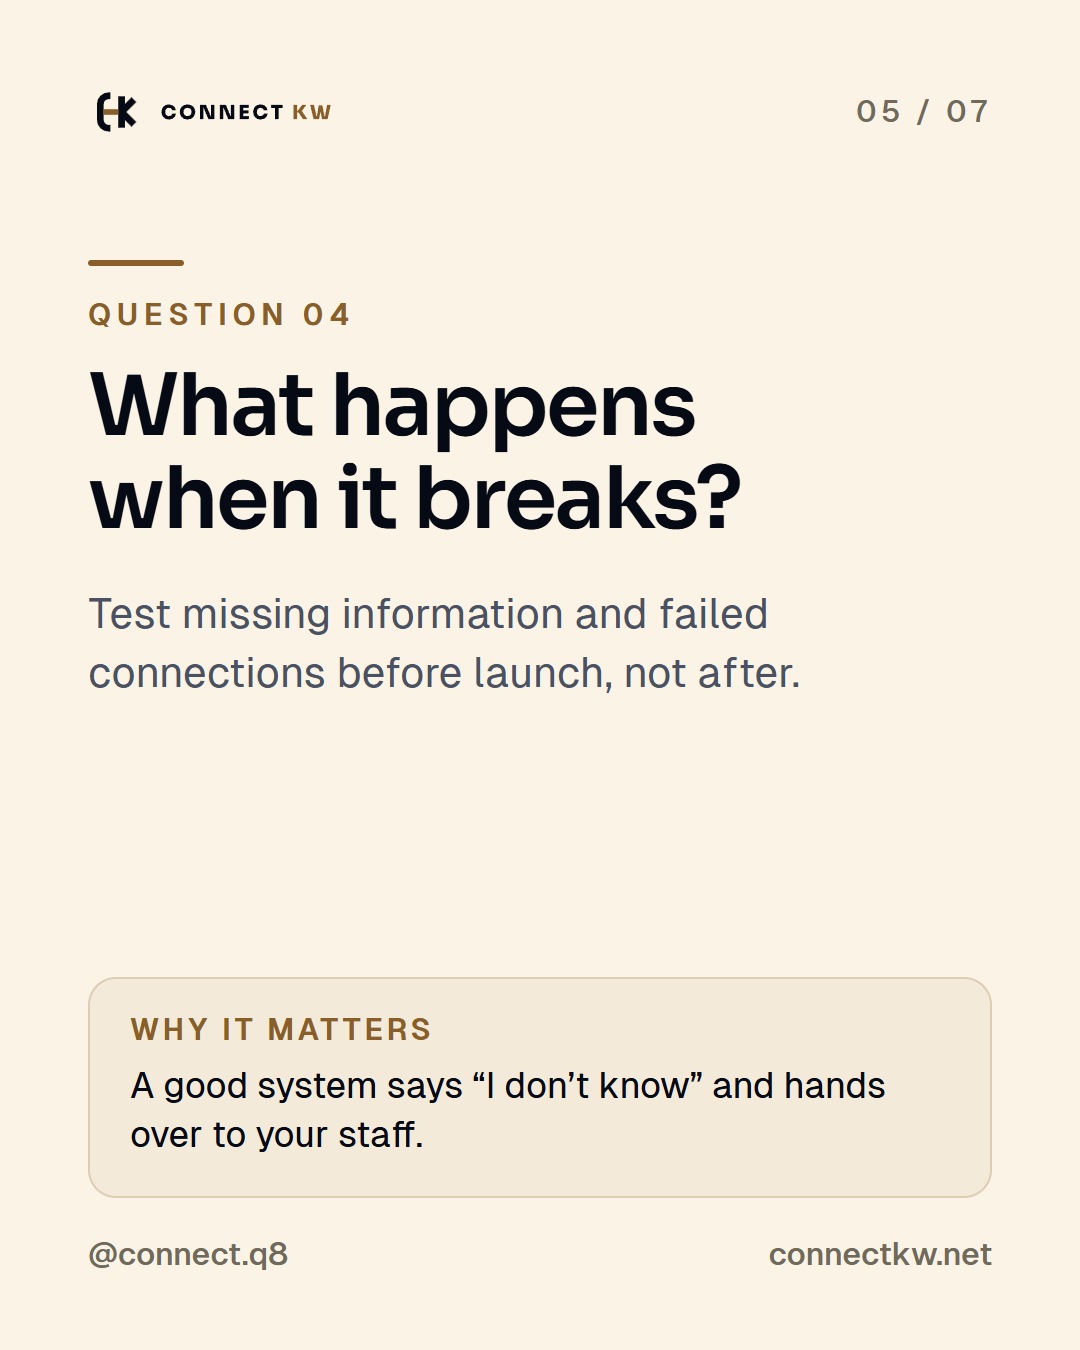 CONNECT KW
05 / 07
QUESTION 04
What happens
when it breaks?
Test missing information and failed
connections before launch, not after.
WHY IT MATTERS
A good system says “I don’t know” and hands
over to your staff.
@connect.q8
connectkw.net